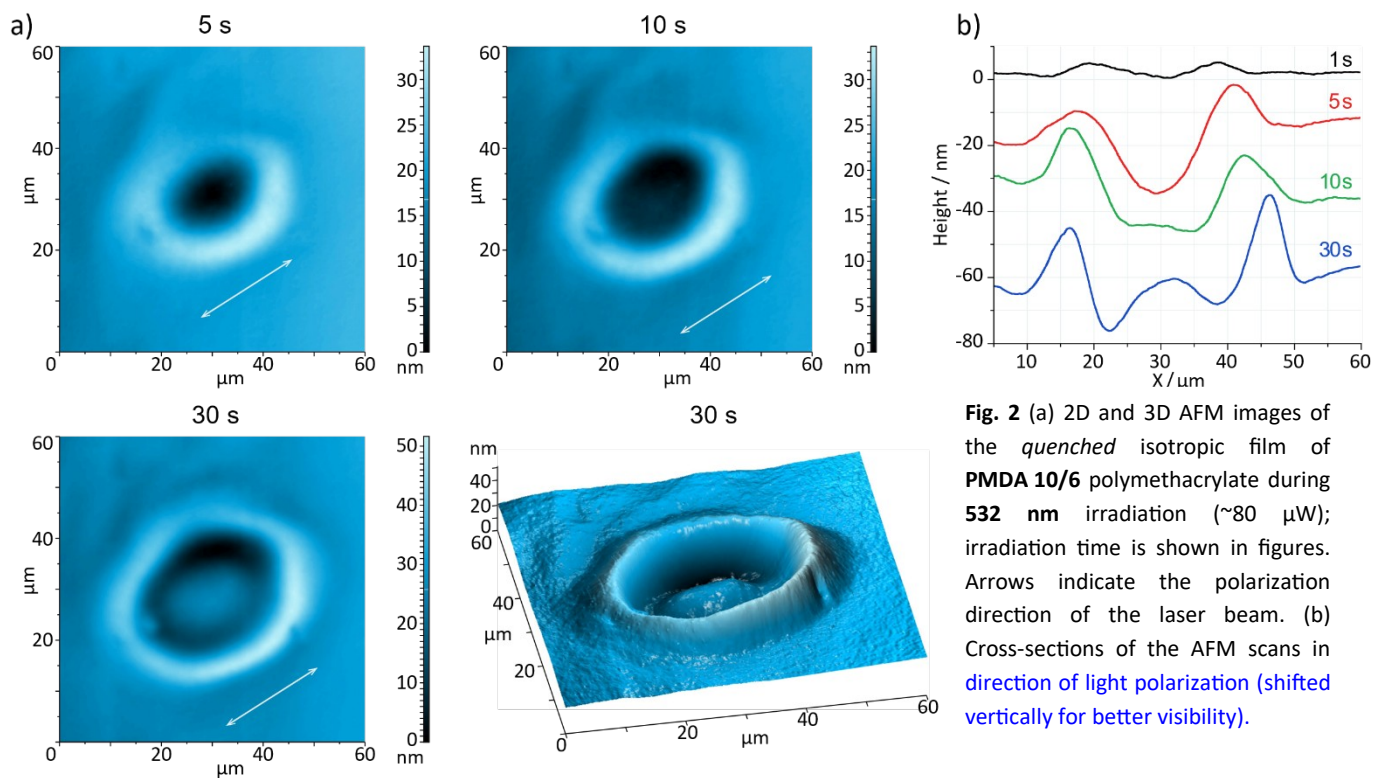 a)
5 s
60
40
20
0
μm
0
20
40
60
μm
30
25
20
15
10
5
0
nm
10 s
60
40
20
0
μm
0
20
40
60
μm
30
25
20
15
10
5
0
nm
b)
0
-20
-40
-60
-80
Height / nm
1s
5s
10s
30s
10
20
30
40
50
60
X / μm
30 s
60
40
20
0
μm
0
20
40
60
μm
50
40
30
20
10
0
nm
30 s
nm
40
20
0
60
40
μm
20
0
20
40
60
μm
Fig. 2 (a) 2D and 3D AFM images of
the quenched isotropic film of
PMDA 10/6 polymethacrylate during
532 nm irradiation (~80 μW);
irradiation time is shown in figures.
Arrows indicate the polarization
direction of the laser beam. (b)
Cross-sections of the AFM scans in
direction of light polarization (shifted
vertically for better visibility).